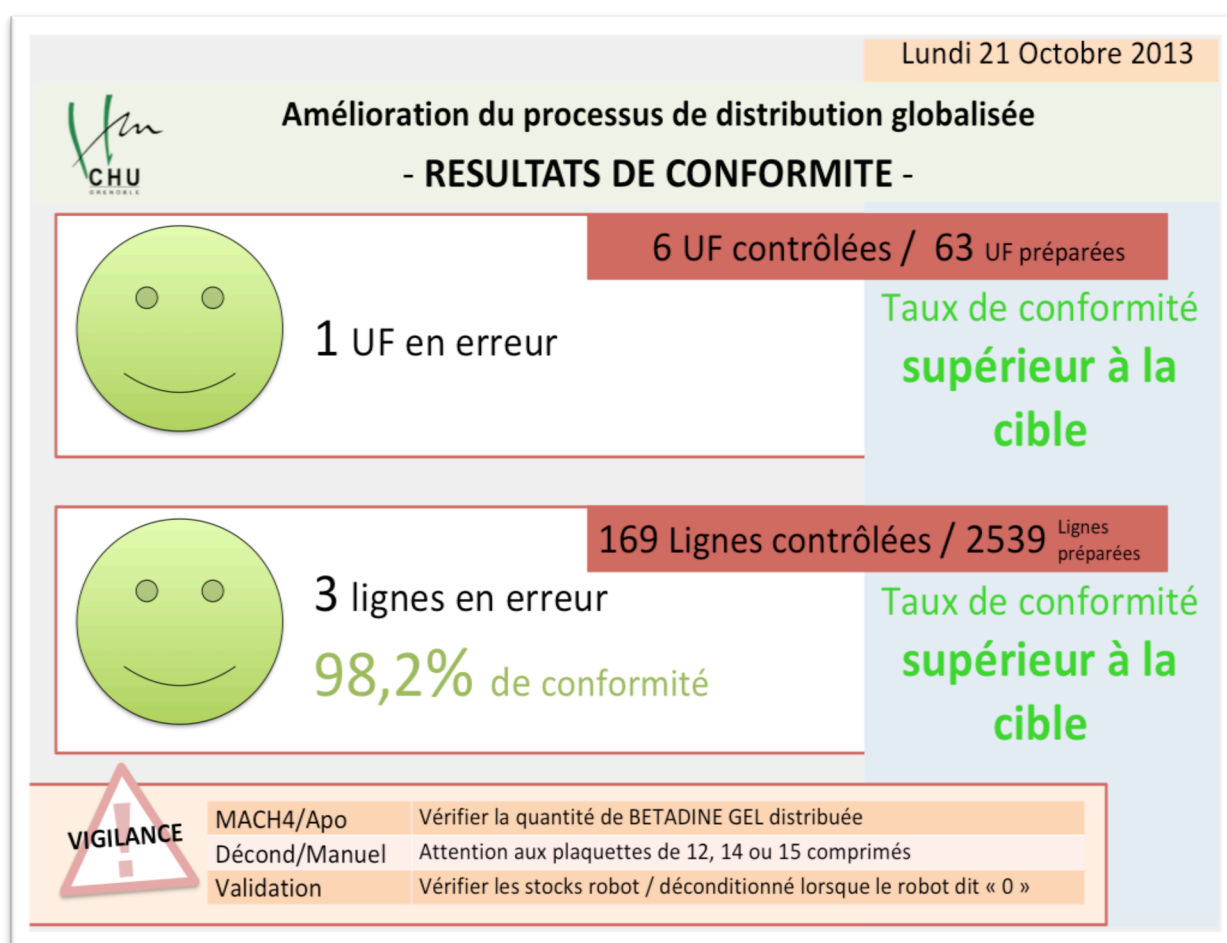 Lundi 21 Octobre 2013
Amélioration du processus de distribution globalisée
- RESULTATS DE CONFORMITE -
CHU
GRENOBLE
6 UF contrôlées / 63 UF préparées
1 UF en erreur
Taux de conformité
supérieur à la
cible
169 Lignes contrôlées / 2539 Lignes
préparées
3 lignes en erreur
98,2% de conformité
Taux de conformité
supérieur à la
cible
VIGILANCE
MACH4/Apo Vérifier la quantité de BETADINE GEL distribuée
Décond/Manuel Attention aux plaquettes de 12, 14 ou 15 comprimés
Validation Vérifier les stocks robot / déconditionné lorsque le robot dit « 0 »